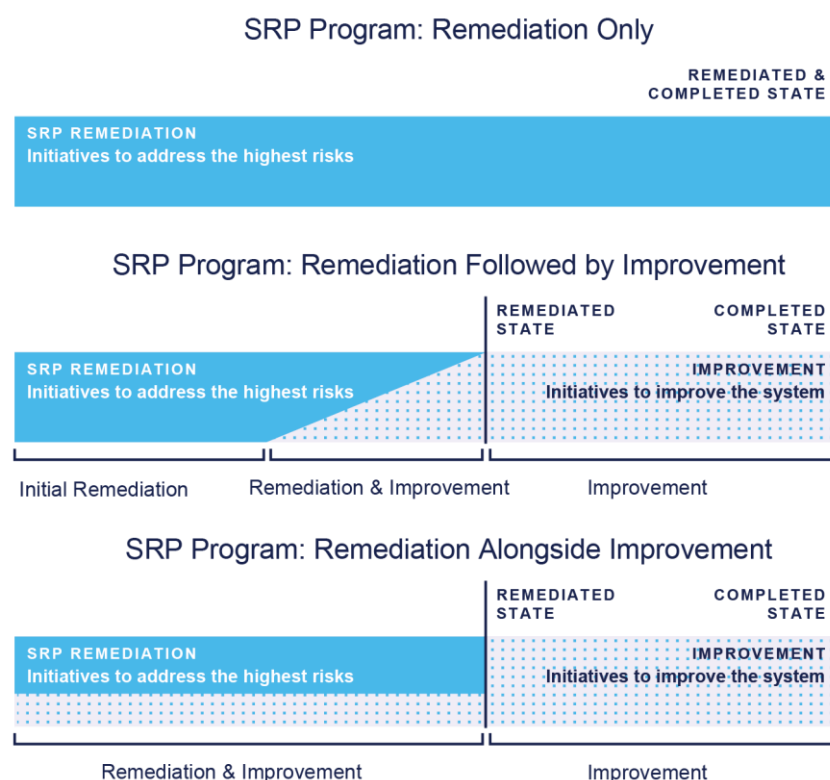 SRP Program: Remediation Only
REMEDIATED &
COMPLETED STATE
SRP REMEDIATION
Initiatives to address the highest risks
SRP Program: Remediation Followed by Improvement
REMEDIATED
STATE
COMPLETED
STATE
SRP REMEDIATION
Initiatives to address the highest risks
IMPROVEMENT
Initiatives to improve the system
Initial Remediation
Remediation & Improvement
Improvement
SRP Program: Remediation Alongside Improvement
REMEDIATED
STATE
COMPLETED
STATE
SRP REMEDIATION
Initiatives to address the highest risks
IMPROVEMENT
Initiatives to improve the system
Remediation & Improvement
Improvement